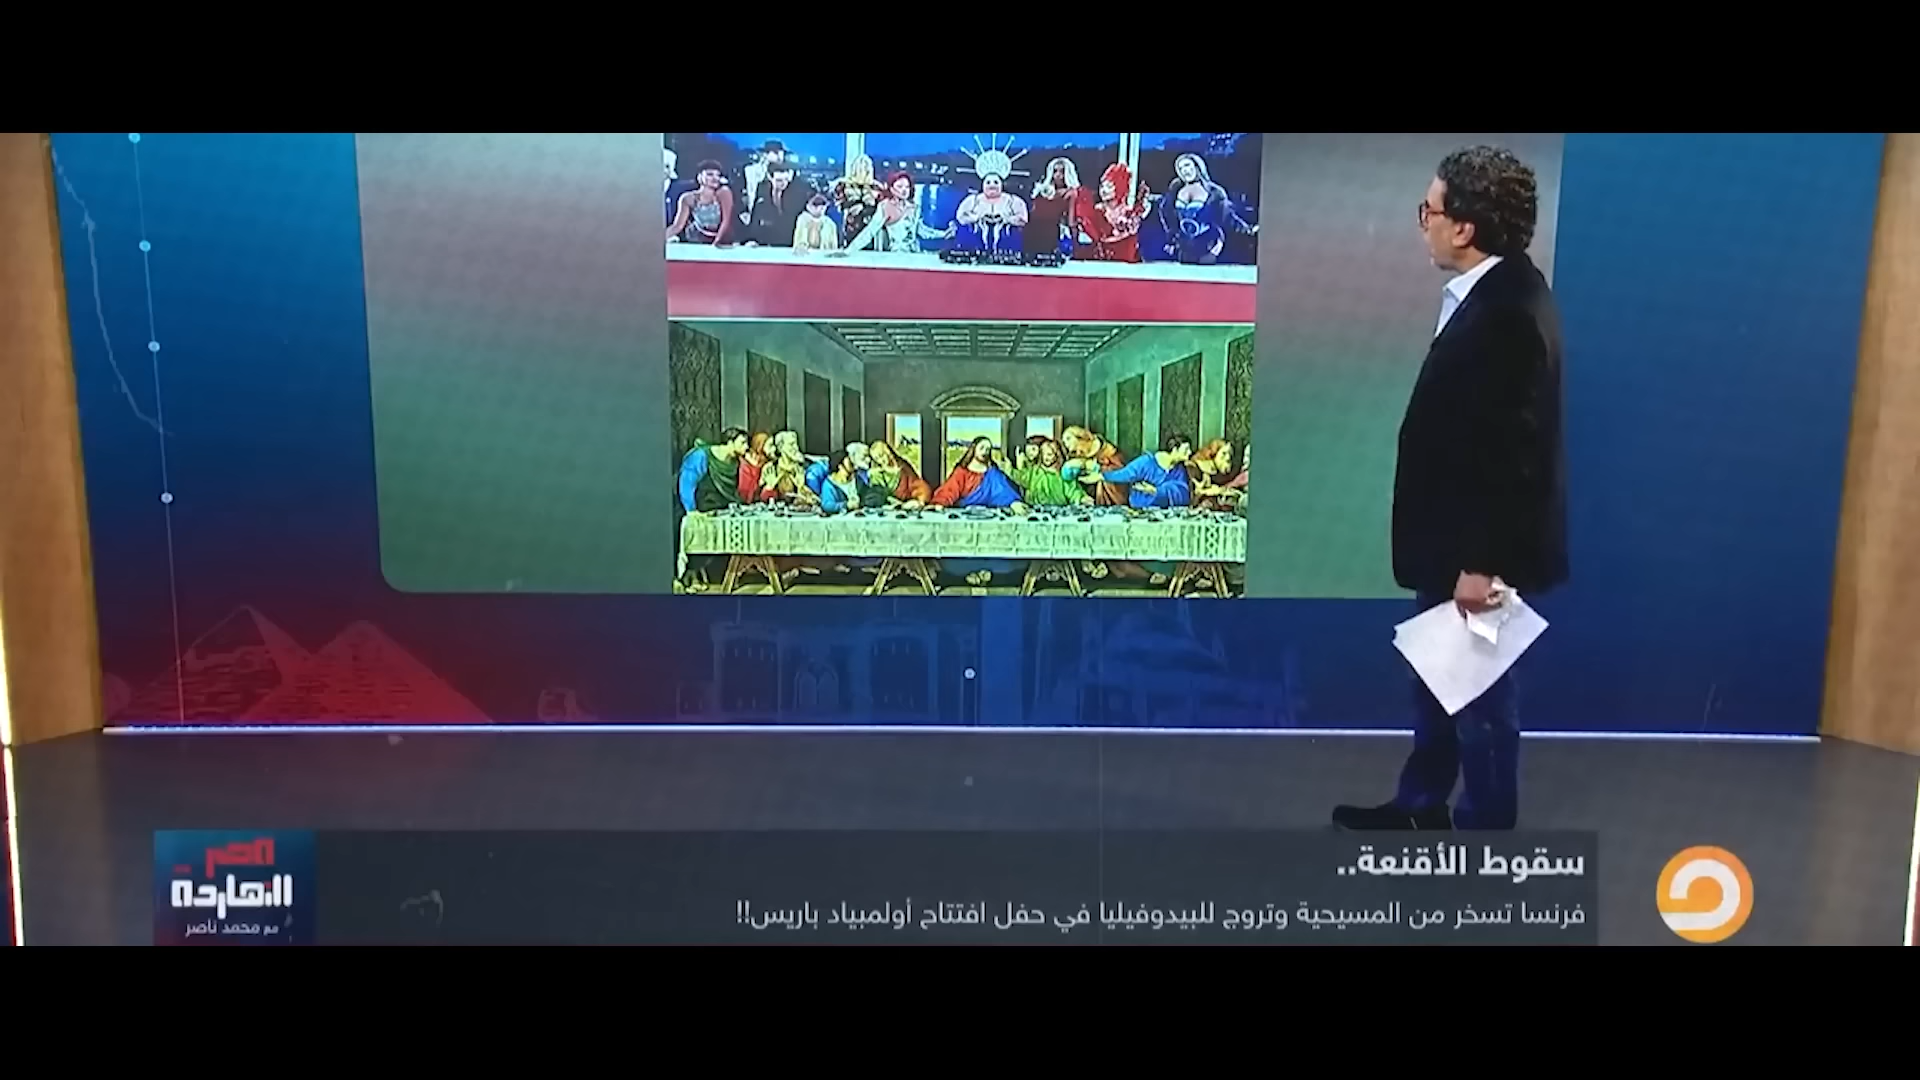 سقوط الأقنعة..
فرنسا تسخر من المسيحية وتروج للبيدوفيليا في حفل افتتاح أولمبياد باريس!!
مصر
النهاردة
مع محمد ناصر